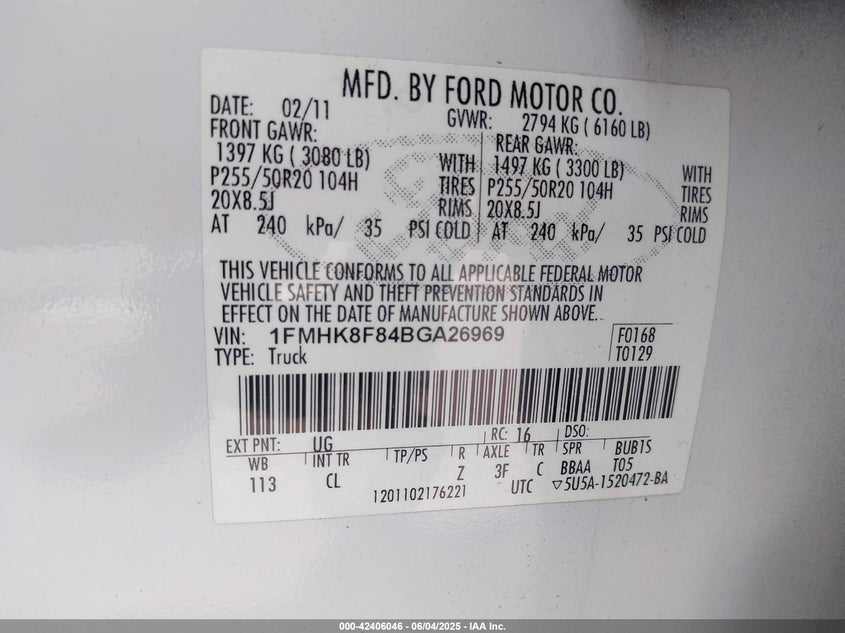 MFD. BY FORD MOTOR CO.
DATE: 02/11 GVWR: 2794 KG ( 6160 LB)
FRONT GAWR: REAR GAWR:
1397 KG ( 3080 LB) WITH 1497 KG ( 3300 LB) WITH
P255/50R20 104H TIRES P255/50R20 104H TIRES
20X8.5J RIMS 20X8.5J RIMS
AT 240 kPa/ 35 PSI COLD AT 240 kPa/ 35 PSI COLD
THIS VEHICLE CONFORMS TO ALL APPLICABLE FEDERAL MOTOR
VEHICLE SAFETY AND THEFT PREVENTION STANDARDS IN
EFFECT ON THE DATE OF MANUFACTURE SHOWN ABOVE.
VIN: 1FMHK8F84BGA26969 F0168
TYPE: Truck T0129
EXT PNT: UG RC: 16 DSO:
WB INT TR TP/PS R AXLE TR SPR BUB1S
113 CL Z 3F C BBAA T05
1201102176221 UTC ▽5U5A-1520472-BA
000-42406046 - 06/04/2025 - IAA Inc.